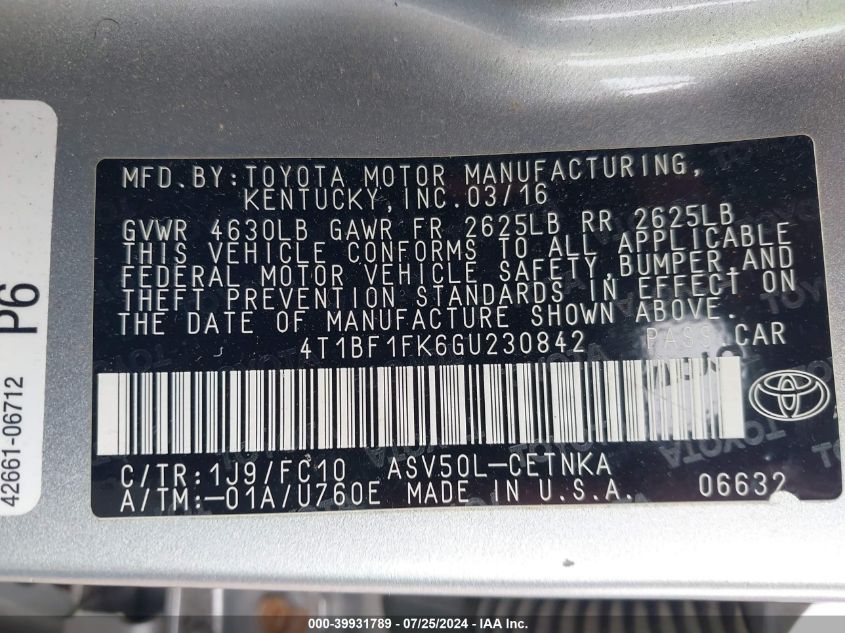 MFD.BY:TOYOTA MOTOR MANUFACTURING,
KENTUCKY, INC.03/16
GVWR 4630LB GAWR FR 2625LB RR 2625LB
THIS VEHICLE CONFORMS TO ALL APPLICABLE
FEDERAL MOTOR VEHICLE SAFETY,BUMPER,AND
THEFT PREVENTION STANDARDS IN EFFECT ON
THE DATE OF MANUFACTURE SHOWN ABOVE.
4T1BF1FK6GU230842 PASS.CAR
C/TR:1J9/FC10 ASV50L-CETNKA
A/TM:-01A/U760E MADE IN U.S.A. 06632
P6
42661-06712
000-39931789 - 07/25/2024 - IAAI.com